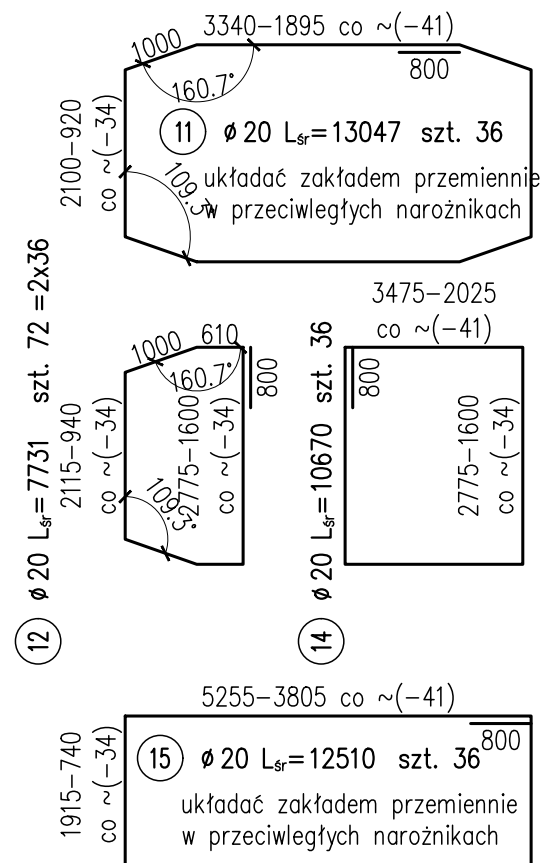 3340-1895 co ~(-41)
1000
800
160.7°
2100-920
co ~(-34)
11 ø20 Lśr=13047 szt. 36
układać zakładem przemiennie
w przeciwległych narożnikach
109.3°
12 ø20 Lśr=7731 szt. 72 =2x36
2115-940
co ~(-34)
1000
610
160.7°
800
2775-1600
co ~(-34)
109.3°
14 ø20 Lśr=10670 szt. 36
3475-2025
co ~(-41)
800
2775-1600
co ~(-34)
5255-3805 co ~(-41)
1915-740
co ~(-34)
800
15 ø20 Lśr=12510 szt. 36
układać zakładem przemiennie
w przeciwległych narożnikach